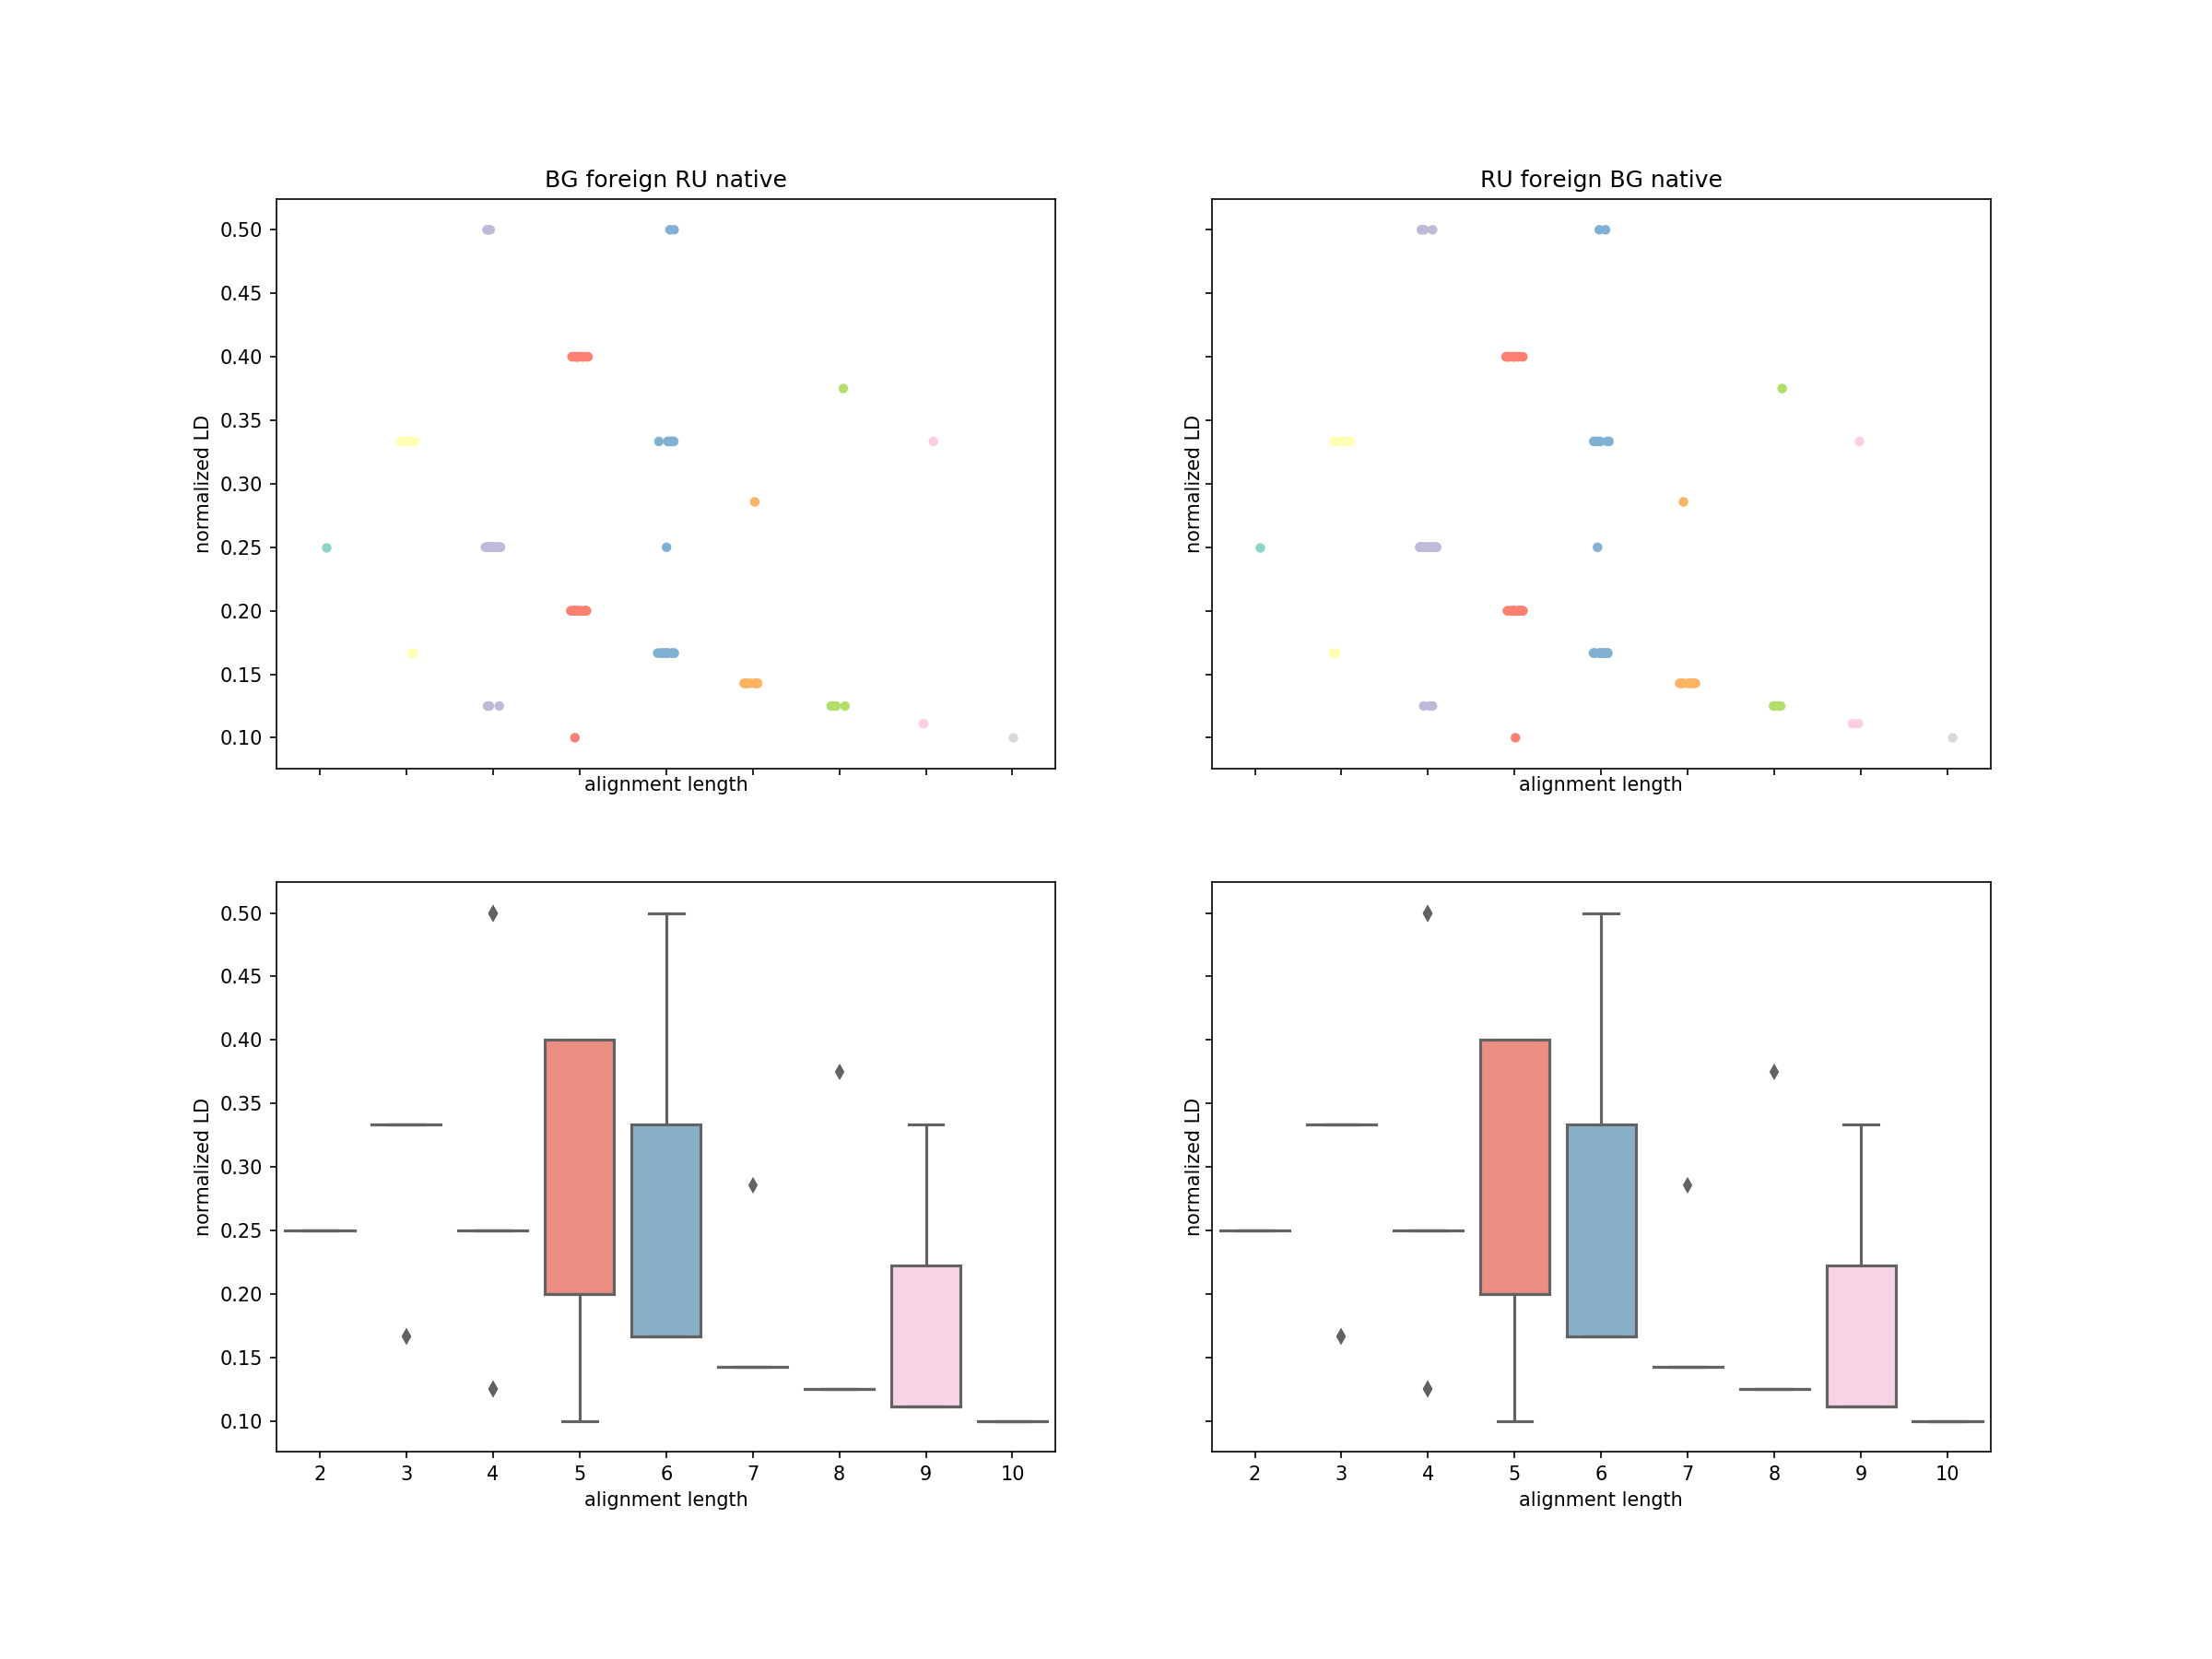 BG foreign RU native
RU foreign BG native
normalized LD
0.50
0.45
0.40
0.35
0.30
0.25
0.20
0.15
0.10
alignment length
normalized LD
alignment length
normalized LD
0.50
0.45
0.40
0.35
0.30
0.25
0.20
0.15
0.10
2 3 4 5 6 7 8 9 10
alignment length
normalized LD
2 3 4 5 6 7 8 9 10
alignment length